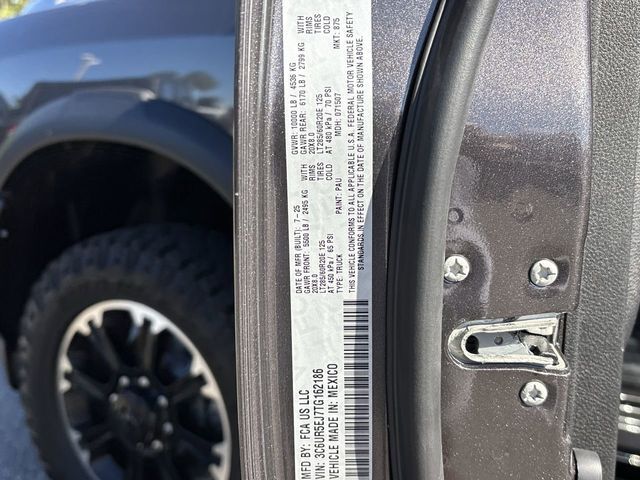 MFD BY: FCA US LLC
DATE OF MFR (BUILT): 7-25
GVWR: 10000 LB / 4536 KG
GAWR FRONT: 5500 LB / 2495 KG WITH
20X8.0 RIMS
LT285/60R20E 125 TIRES
AT 450 kPa / 65 PSI COLD
GAWR REAR: 6170 LB / 2799 KG WITH
20X8.0 RIMS
LT285/60R20E 125 TIRES
AT 480 kPa / 70 PSI COLD
TYPE: TRUCK PAINT: PAU MDH: 071507 MKT: 875
THIS VEHICLE CONFORMS TO ALL APPLICABLE U.S.A. FEDERAL MOTOR VEHICLE SAFETY
STANDARDS IN EFFECT ON THE DATE OF MANUFACTURE SHOWN ABOVE.
VIN: 3C6UR5EJ7TG162186
VEHICLE MADE IN: MEXICO